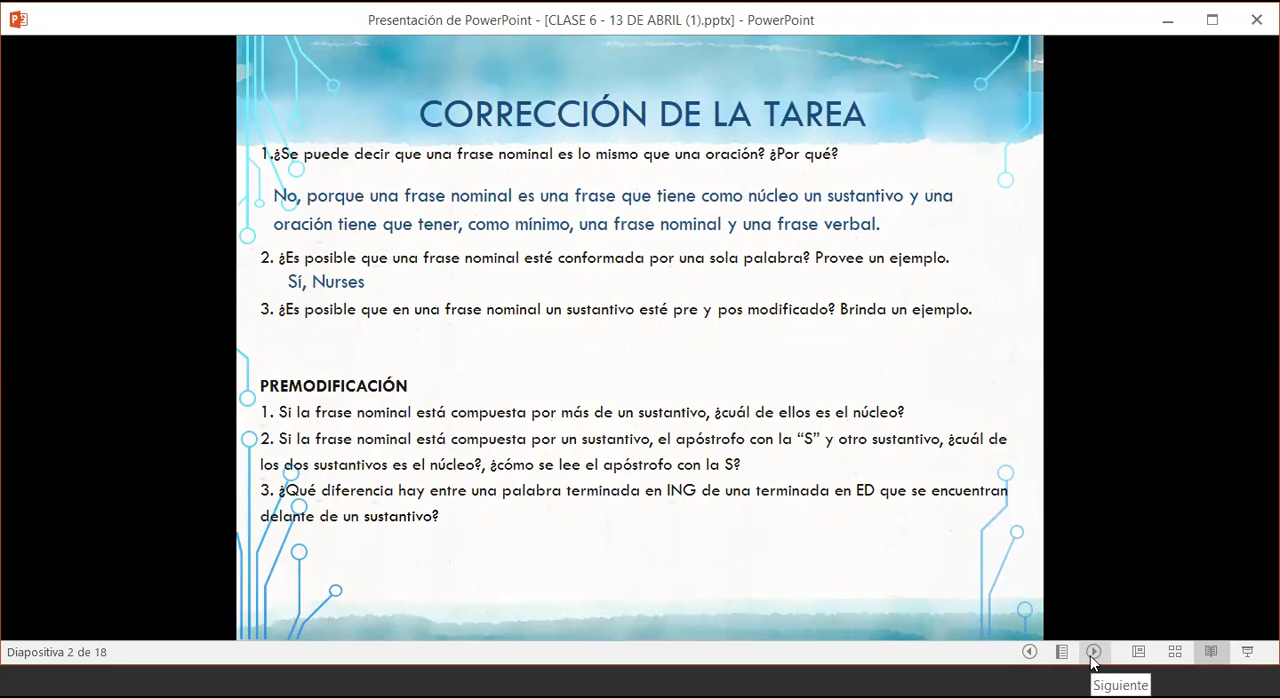 Presentación de PowerPoint - [CLASE 6 - 13 DE ABRIL (1).pptx] - PowerPoint
CORRECCIÓN DE LA TAREA
1.¿Se puede decir que una frase nominal es lo mismo que una oración? ¿Por qué?
No, porque una frase nominal es una frase que tiene como núcleo un sustantivo y una
oración tiene que tener, como mínimo, una frase nominal y una frase verbal.
2. ¿Es posible que una frase nominal esté conformada por una sola palabra? Provee un ejemplo.
Sí, Nurses
3. ¿Es posible que en una frase nominal un sustantivo esté pre y pos modificado? Brinda un ejemplo.
PREMODIFICACIÓN
1. Si la frase nominal está compuesta por más de un sustantivo, ¿cuál de ellos es el núcleo?
2. Si la frase nominal está compuesta por un sustantivo, el apóstrofo con la “S” y otro sustantivo, ¿cuál de
los dos sustantivos es el núcleo?, ¿cómo se lee el apóstrofo con la S?
3. ¿Qué diferencia hay entre una palabra terminada en ING de una terminada en ED que se encuentran
delante de un sustantivo?
Diapositiva 2 de 18
Siguiente